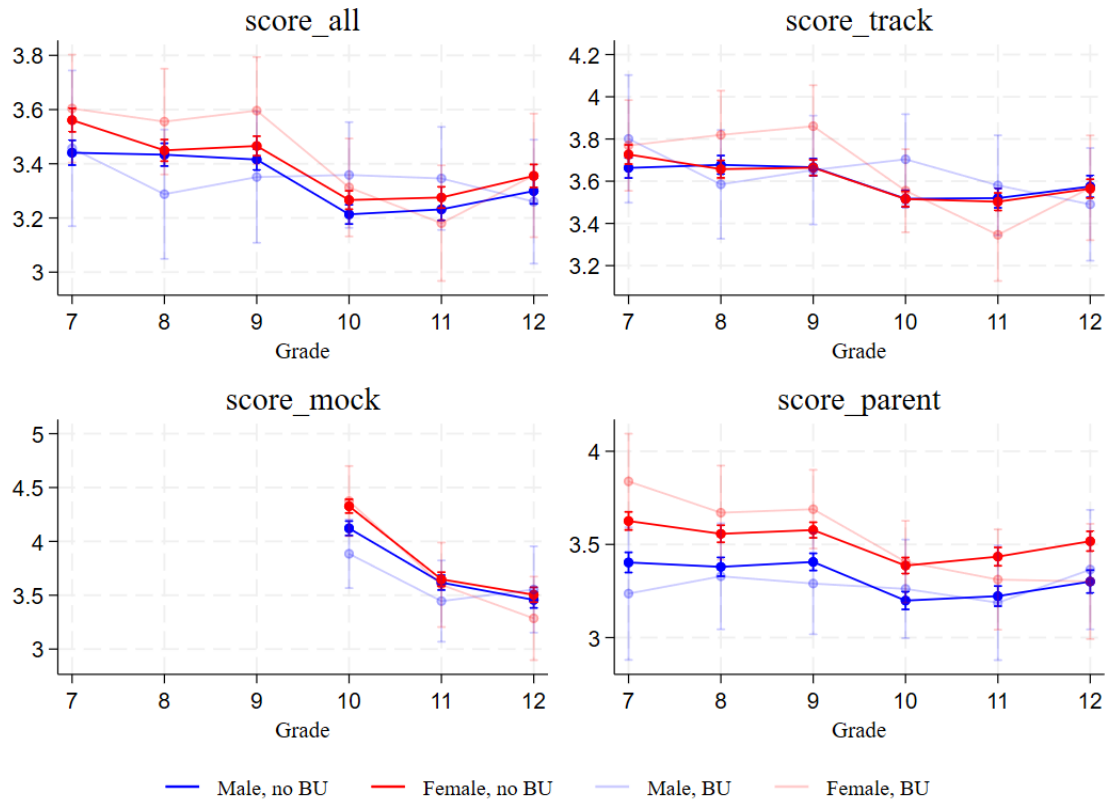 score_all
3.8
3.6
3.4
3.2
3
7 8 9 10 11 12
Grade
score_track
4.2
4
3.8
3.6
3.4
3.2
7 8 9 10 11 12
Grade
score_mock
5
4.5
4
3.5
3
7 8 9 10 11 12
Grade
score_parent
4
3.5
3
7 8 9 10 11 12
Grade
Male, no BU Female, no BU Male, BU Female, BU